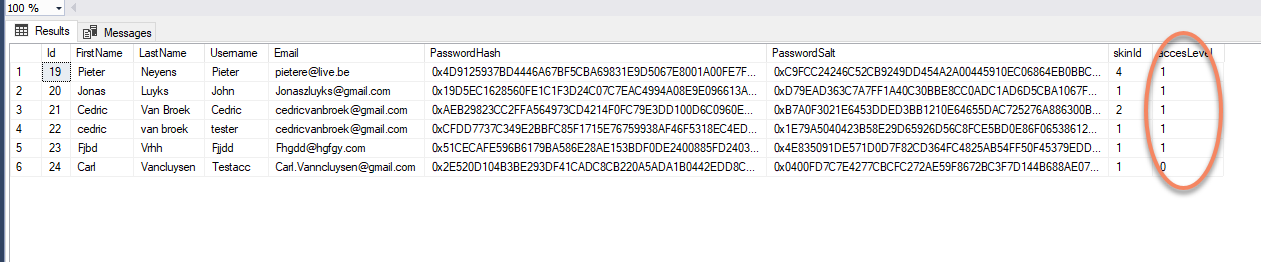 100 %
Results Messages
Id FirstName LastName Username Email PasswordHash PasswordSalt skinId accesLevel
1 19 Pieter Neyens Pieter pietere@live.be 0x4D9125937BD4446A67BF5CBA69831E9D5067E8001A00FE7F... 0xC9FCC24246C52CB9249DD454A2A00445910EC06864EB0BBC... 4 1
2 20 Jonas Luyks John Jonaszluyks@gmail.com 0x19D5EC1628560FE1C1F3D24C07C7EAC4994A08E9E096613A... 0xD79EAD363C7A7FF1A40C30BBE8CC0ADC1AD6D5CBA1067F... 1 1
3 21 Cedric Van Broek Cedric cedricvanbroek@gmail.com 0xAEB29823CC2FFA564973CD4214F0FC79E3DD100D6C0960E... 0xB7A0F3021E6453DDED3BB1210E64655DAC725276A886300B... 2 1
4 22 cedric van broek tester cedricvanbroek@gmail.com 0xCFDD7737C349E2BBFC85F1715E76759938AF46F5318EC4ED... 0x1E79A5040423B58E29D65926D56C8FCE5BD0E86F06538612... 1 1
5 23 Fjbd Vrhh Fjjdd Fhgdd@hgfgy.com 0x51CECAFE596B6179BA586E28AE153BDF0DE2400885FD2403... 0x4E835091DE571D0D7F82CD364FC4825AB54FF50F45379EDD... 1 1
6 24 Carl Vancluysen Testacc Carl.Vanncluysen@gmail.com 0x2E520D104B3BE293DF41CADC8CB220A5ADA1B0442EDD8C... 0x0400FD7C7E4277CBCFC272AE59F8672BC3F7D144B688AE07... 1 0